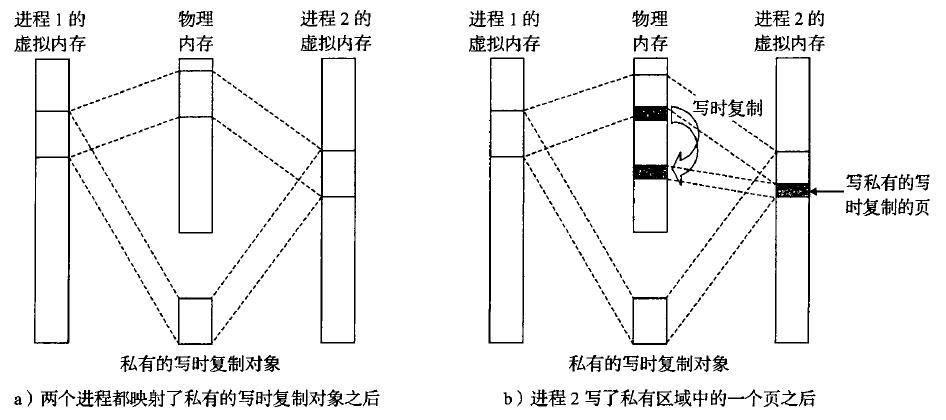 进程 1 的
虚拟内存
物理
内存
进程 2 的
虚拟内存
私有的写时复制对象
a）两个进程都映射了私有的写时复制对象之后
进程 1 的
虚拟内存
物理
内存
进程 2 的
虚拟内存
写时复制
写私有的写
时复制的页
私有的写时复制对象
b）进程 2 写了私有区域中的一个页之后